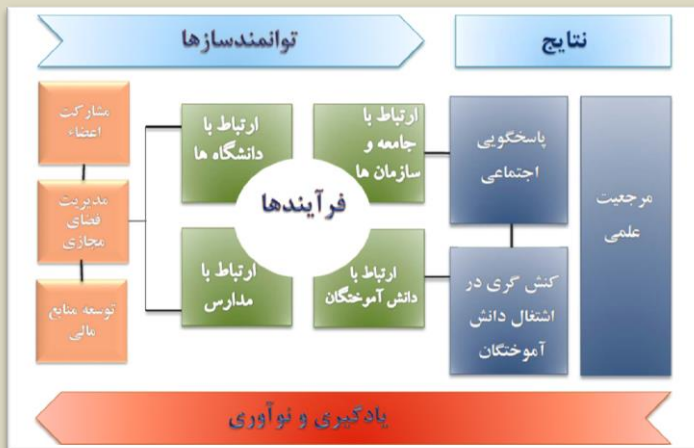 توانمندسازها
نتایج
مشارکت
اعضاء
مدیریت
فضای
مجازی
توسعه منابع
مالی
ارتباط با
دانشگاه ها
ارتباط با
مدارس
فرآیندها
ارتباط با
جامعه و
سازمان ها
ارتباط با
دانش آموختگان
پاسخگویی
اجتماعی
کنش گری در
اشتغال دانش
آموختگان
مرجعیت
علمی
یادگیری و نوآوری